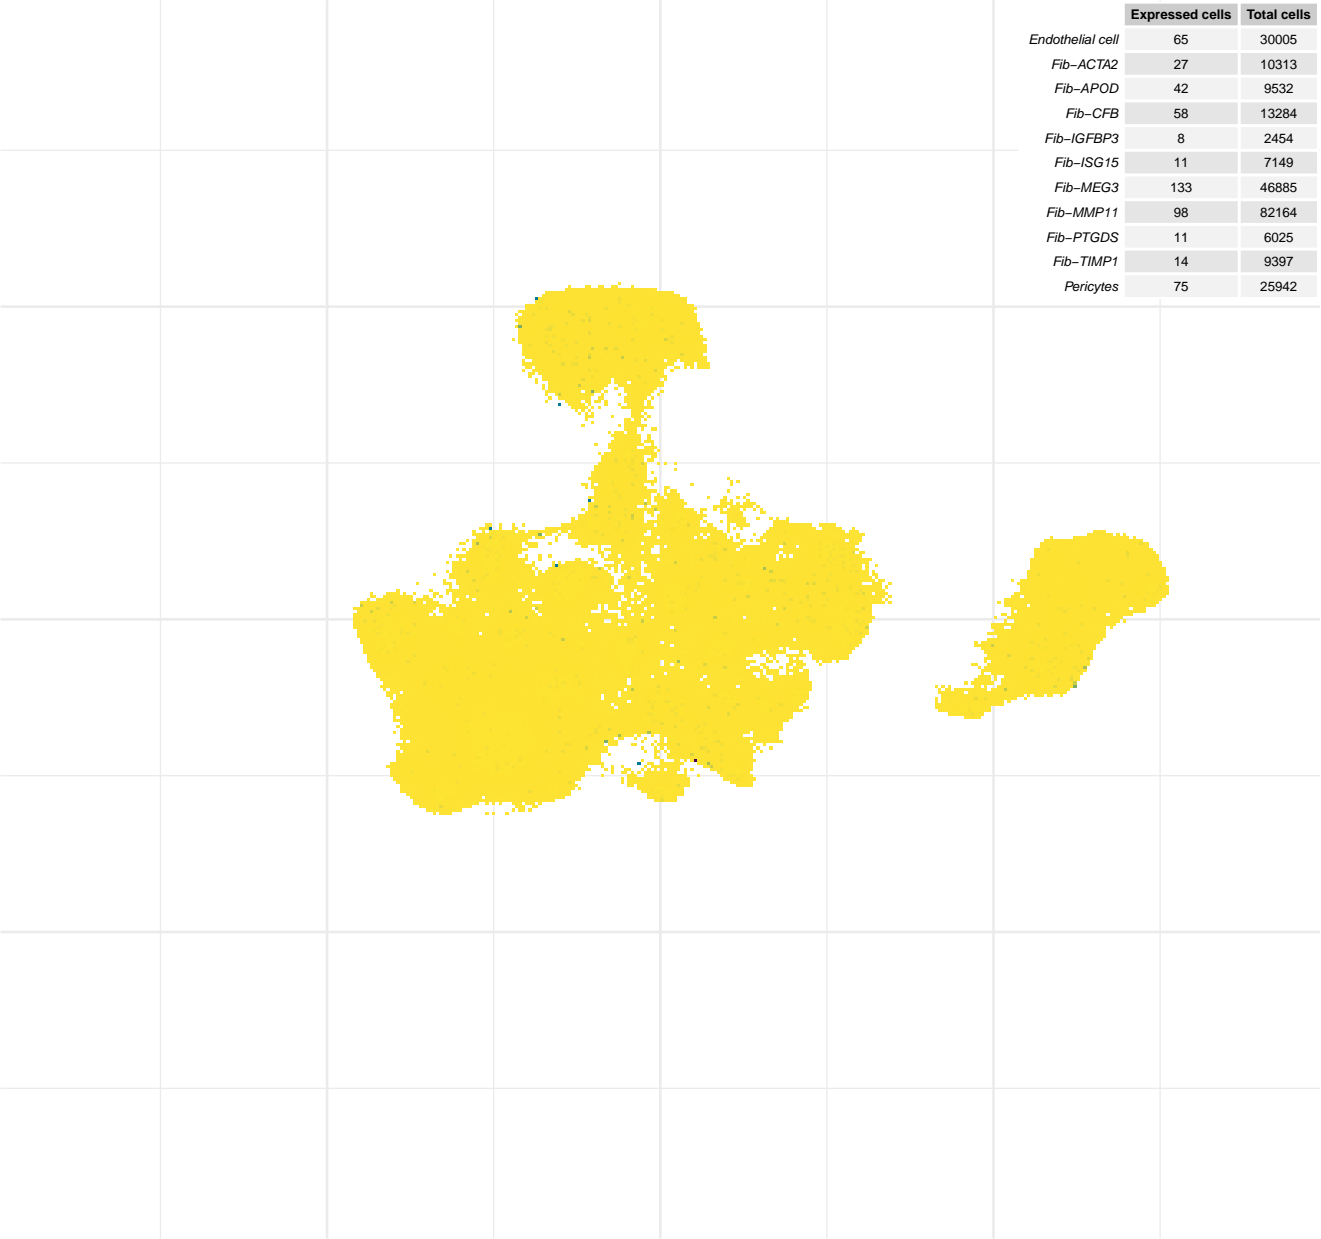 Expressed cells Total cells
Endothelial cell 65 30005
Fib−ACTA2 27 10313
Fib−APOD 42 9532
Fib−CFB 58 13284
Fib−IGFBP3 8 2454
Fib−ISG15 11 7149
Fib−MEG3 133 46885
Fib−MMP11 98 82164
Fib−PTGDS 11 6025
Fib−TIMP1 14 9397
Pericytes 75 25942